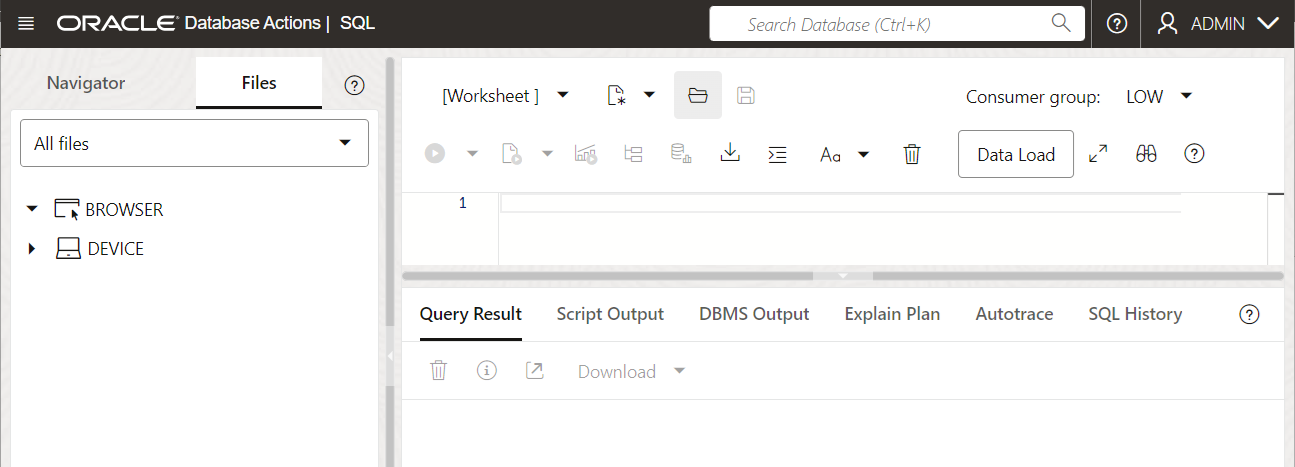 ORACLE Database Actions | SQL
Search Database (Ctrl+K)
ADMIN
Navigator
Files
All files
BROWSER
DEVICE
[Worksheet ]
Consumer group: LOW
Aa
Data Load
1
Query Result
Script Output
DBMS Output
Explain Plan
Autotrace
SQL History
Download